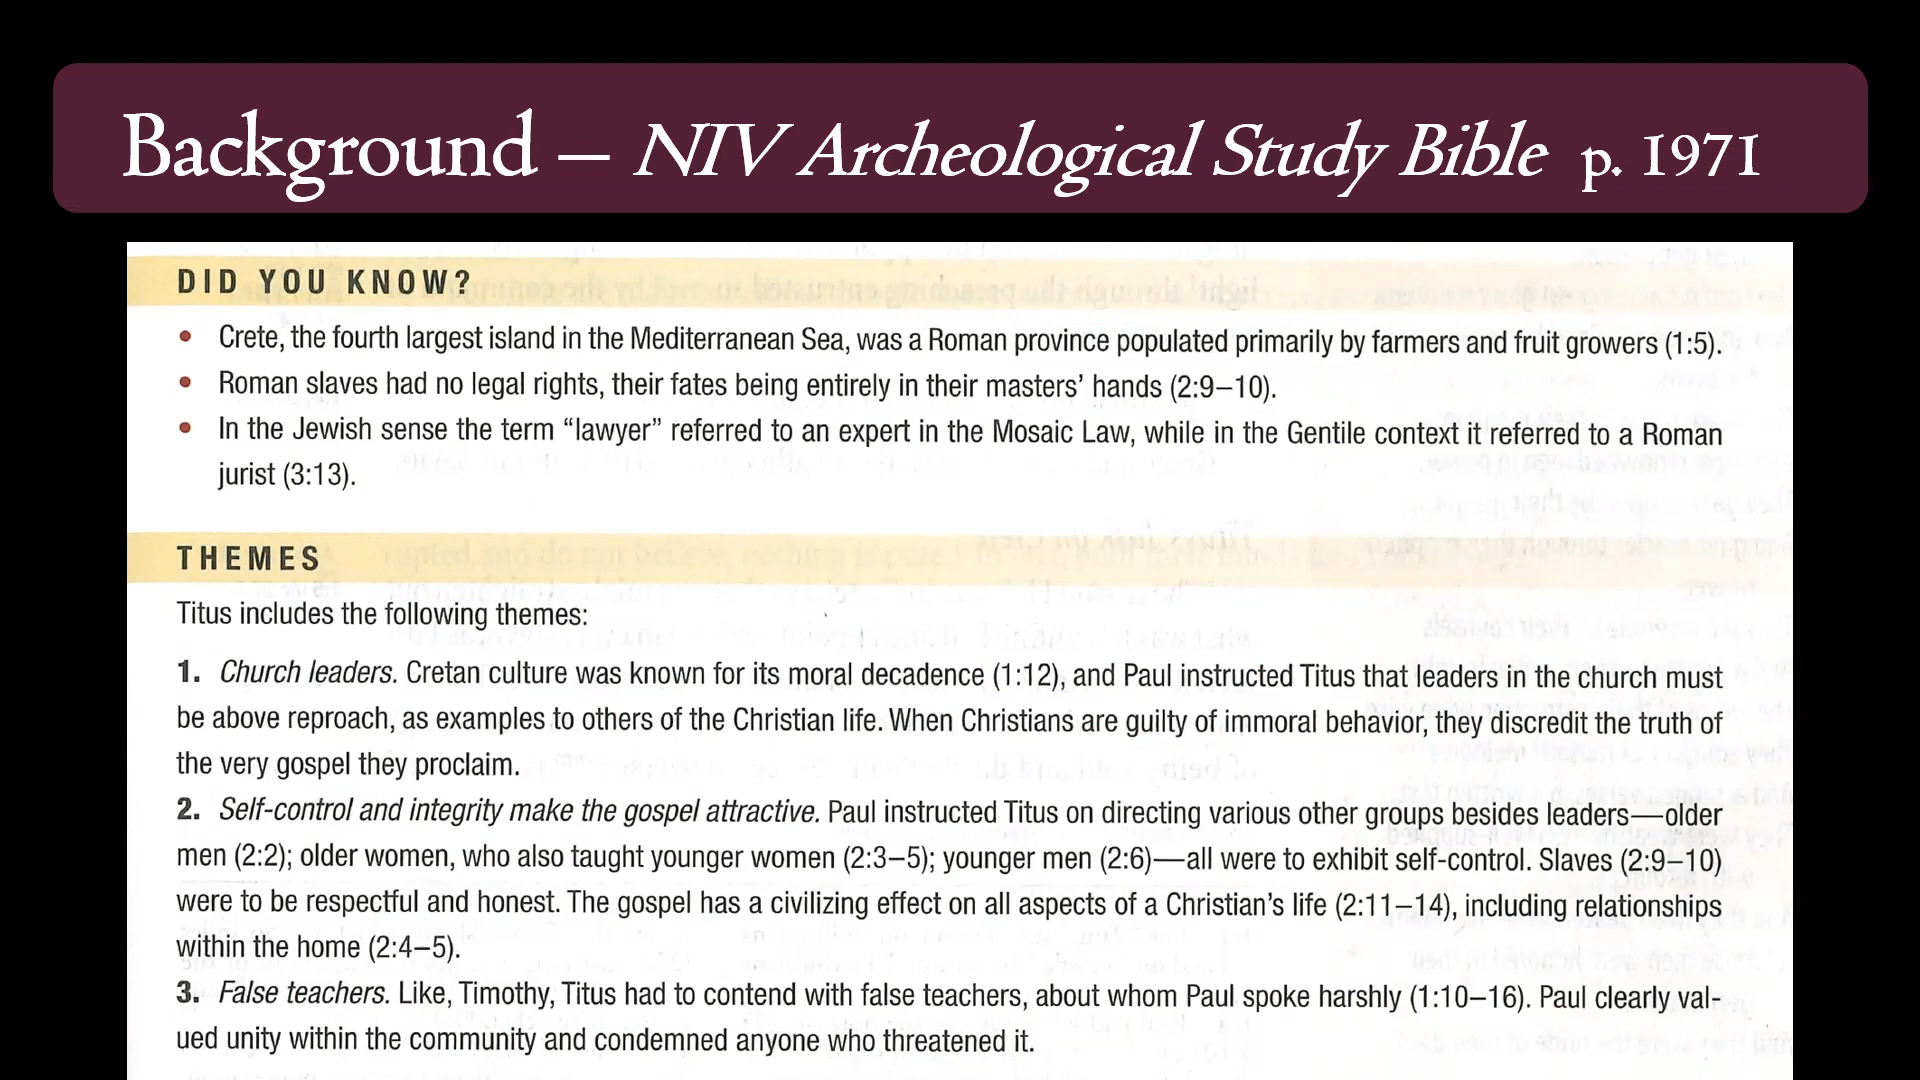 Background – NIV Archeological Study Bible p. 1971
DID YOU KNOW?
• Crete, the fourth largest island in the Mediterranean Sea, was a Roman province populated primarily by farmers and fruit growers (1:5).
• Roman slaves had no legal rights, their fates being entirely in their masters’ hands (2:9–10).
• In the Jewish sense the term “lawyer” referred to an expert in the Mosaic Law, while in the Gentile context it referred to a Roman
jurist (3:13).
THEMES
Titus includes the following themes:
1. Church leaders. Cretan culture was known for its moral decadence (1:12), and Paul instructed Titus that leaders in the church must
be above reproach, as examples to others of the Christian life. When Christians are guilty of immoral behavior, they discredit the truth of
the very gospel they proclaim.
2. Self-control and integrity make the gospel attractive. Paul instructed Titus on directing various other groups besides leaders—older
men (2:2); older women, who also taught younger women (2:3–5); younger men (2:6)—all were to exhibit self-control. Slaves (2:9–10)
were to be respectful and honest. The gospel has a civilizing effect on all aspects of a Christian’s life (2:11–14), including relationships
within the home (2:4–5).
3. False teachers. Like, Timothy, Titus had to contend with false teachers, about whom Paul spoke harshly (1:10–16). Paul clearly val-
ued unity within the community and condemned anyone who threatened it.